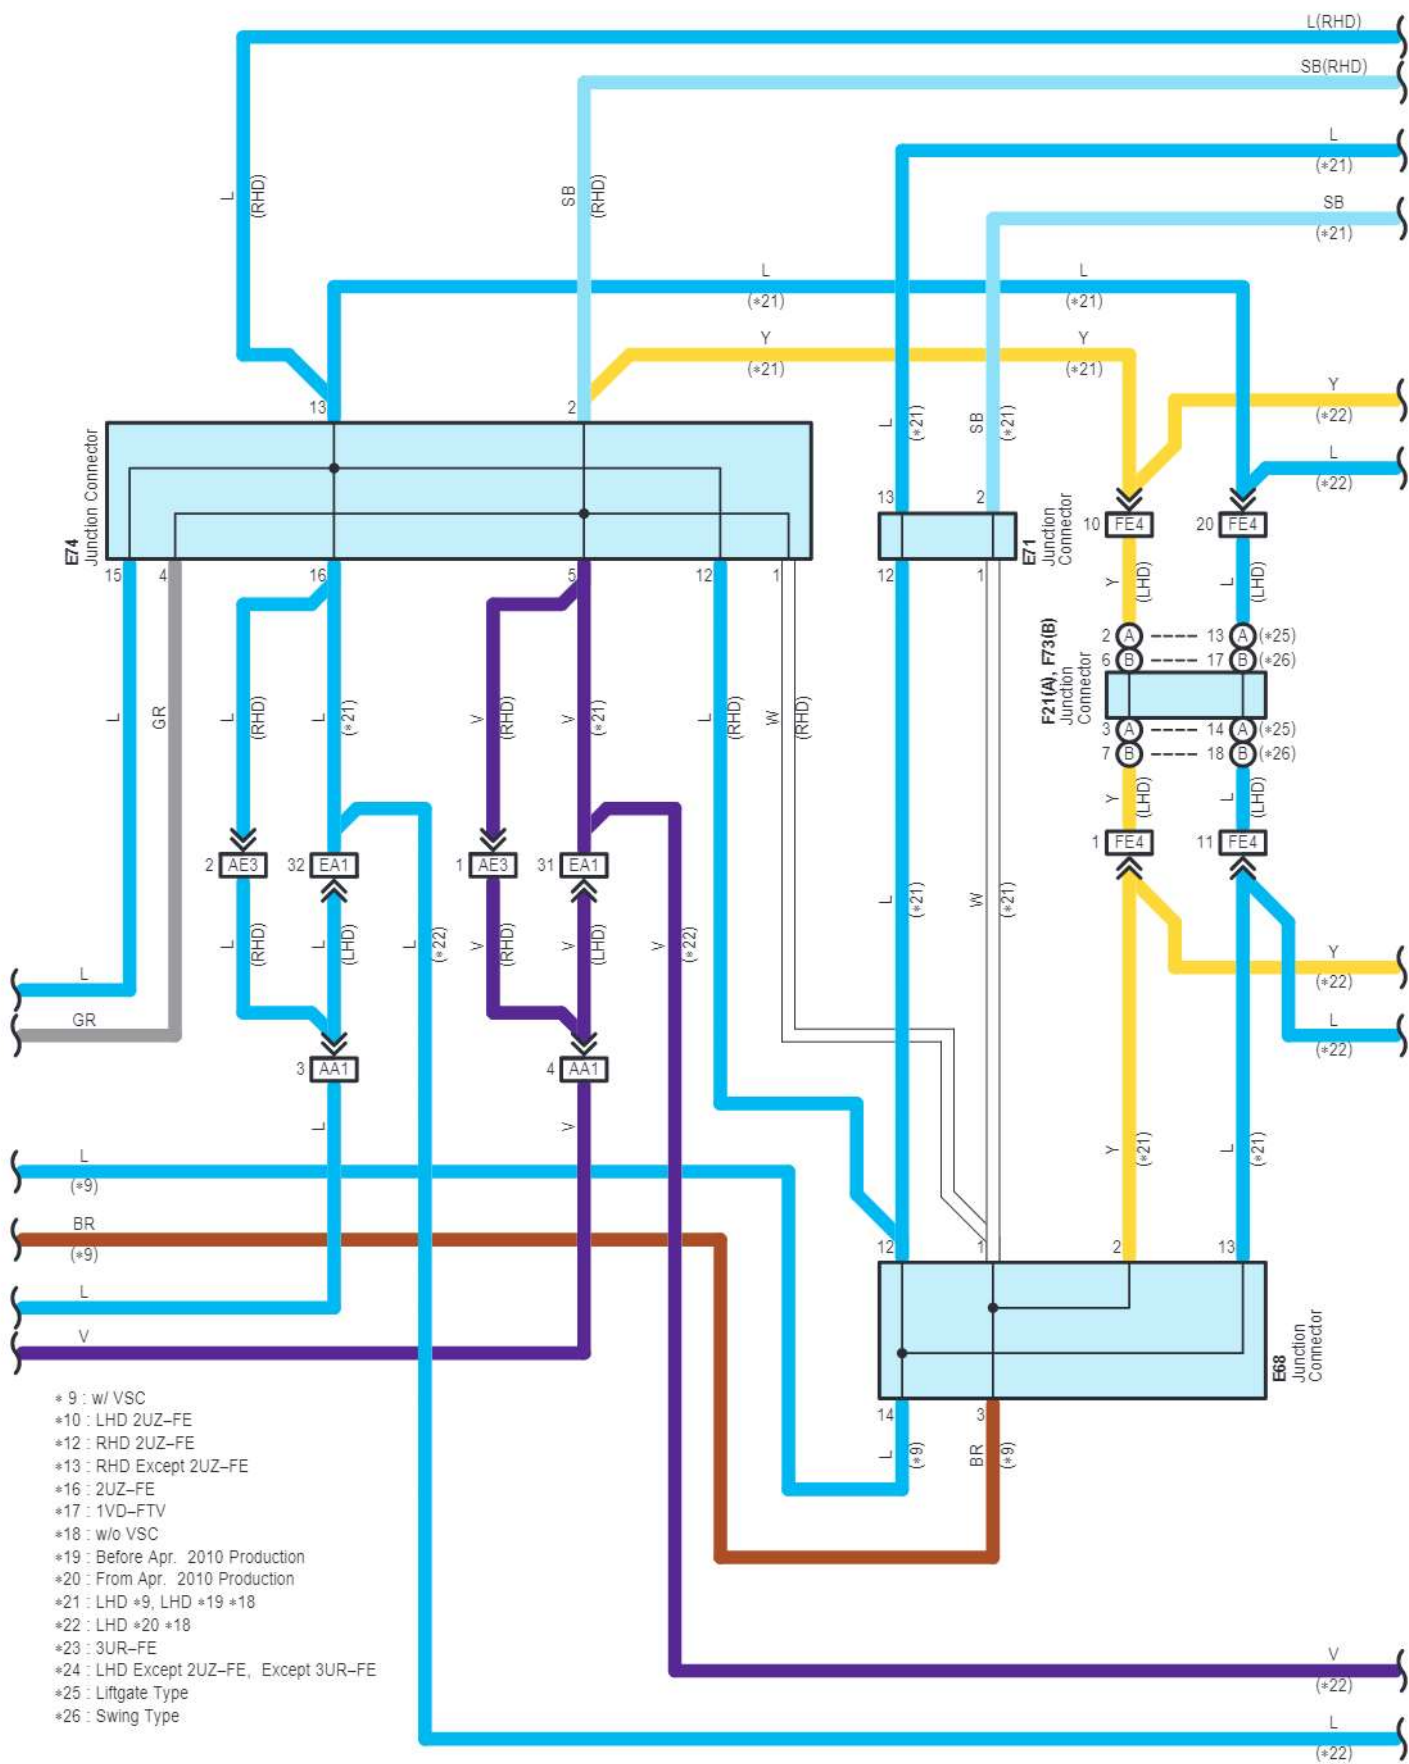 L(RHD)
SB(RHD)
L
(*21)
SB
(*21)
L
(RHD)
SB
(RHD)
L
(*21)
L
(*21)
Y
(*21)
Y
(*21)
Y
(*22)
L
(*22)
13
2
L
(*21)
SB
(*21)
E74
Junction Connector
13
2
E71
Junction
Connector
10 FE4
20 FE4
15
4
16
5
12
1
12
1
Y
(LHD)
L
(LHD)
2 A ---- 13 A (*25)
6 B ---- 17 B (*26)
F21(A), F73(B)
Junction
Connector
3 A ---- 14 A (*25)
7 B ---- 18 B (*26)
L
GR
L
(RHD)
L
(*21)
V
(RHD)
V
(*21)
L
(RHD)
W
(RHD)
Y
(LHD)
L
(LHD)
2 AE3
32 EA1
1 AE3
31 EA1
1 FE4
11 FE4
L
(RHD)
L
(LHD)
L
(*22)
V
(RHD)
V
(LHD)
V
(*22)
L
(*21)
W
(*21)
L
GR
Y
(*22)
L
(*22)
3 AA1
4 AA1
L
V
Y
(*21)
L
(*21)
L
(*9)
BR
(*9)
L
V
12
1
2
13
E68
Junction
Connector
14
3
L
(*9)
BR
(*9)
* 9 : w/ VSC
*10 : LHD 2UZ–FE
*12 : RHD 2UZ–FE
*13 : RHD Except 2UZ–FE
*16 : 2UZ–FE
*17 : 1VD–FTV
*18 : w/o VSC
*19 : Before Apr. 2010 Production
*20 : From Apr. 2010 Production
*21 : LHD *9, LHD *19 *18
*22 : LHD *20 *18
*23 : 3UR–FE
*24 : LHD Except 2UZ–FE, Except 3UR–FE
*25 : Liftgate Type
*26 : Swing Type
V
(*22)
L
(*22)